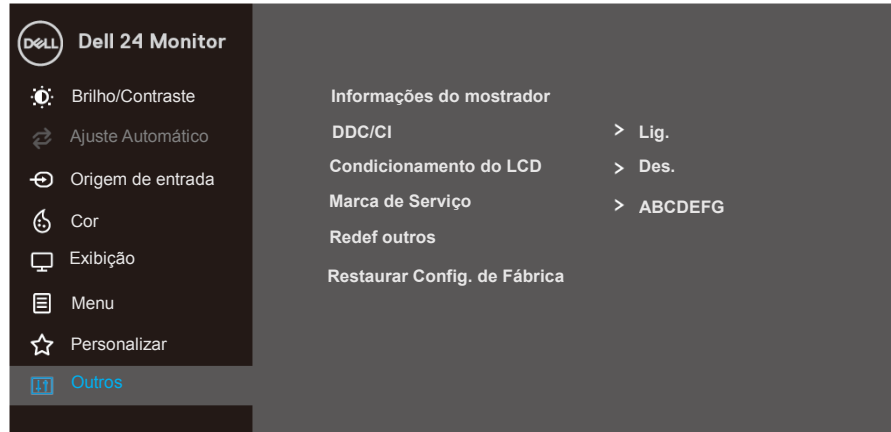 DELL Dell 24 Monitor
Brilho/Contraste
Ajuste Automático
Origem de entrada
Cor
Exibição
Menu
Personalizar
Outros
Informações do mostrador
DDC/CI > Lig.
Condicionamento do LCD > Des.
Marca de Serviço > ABCDEFG
Redef outros
Restaurar Config. de Fábrica